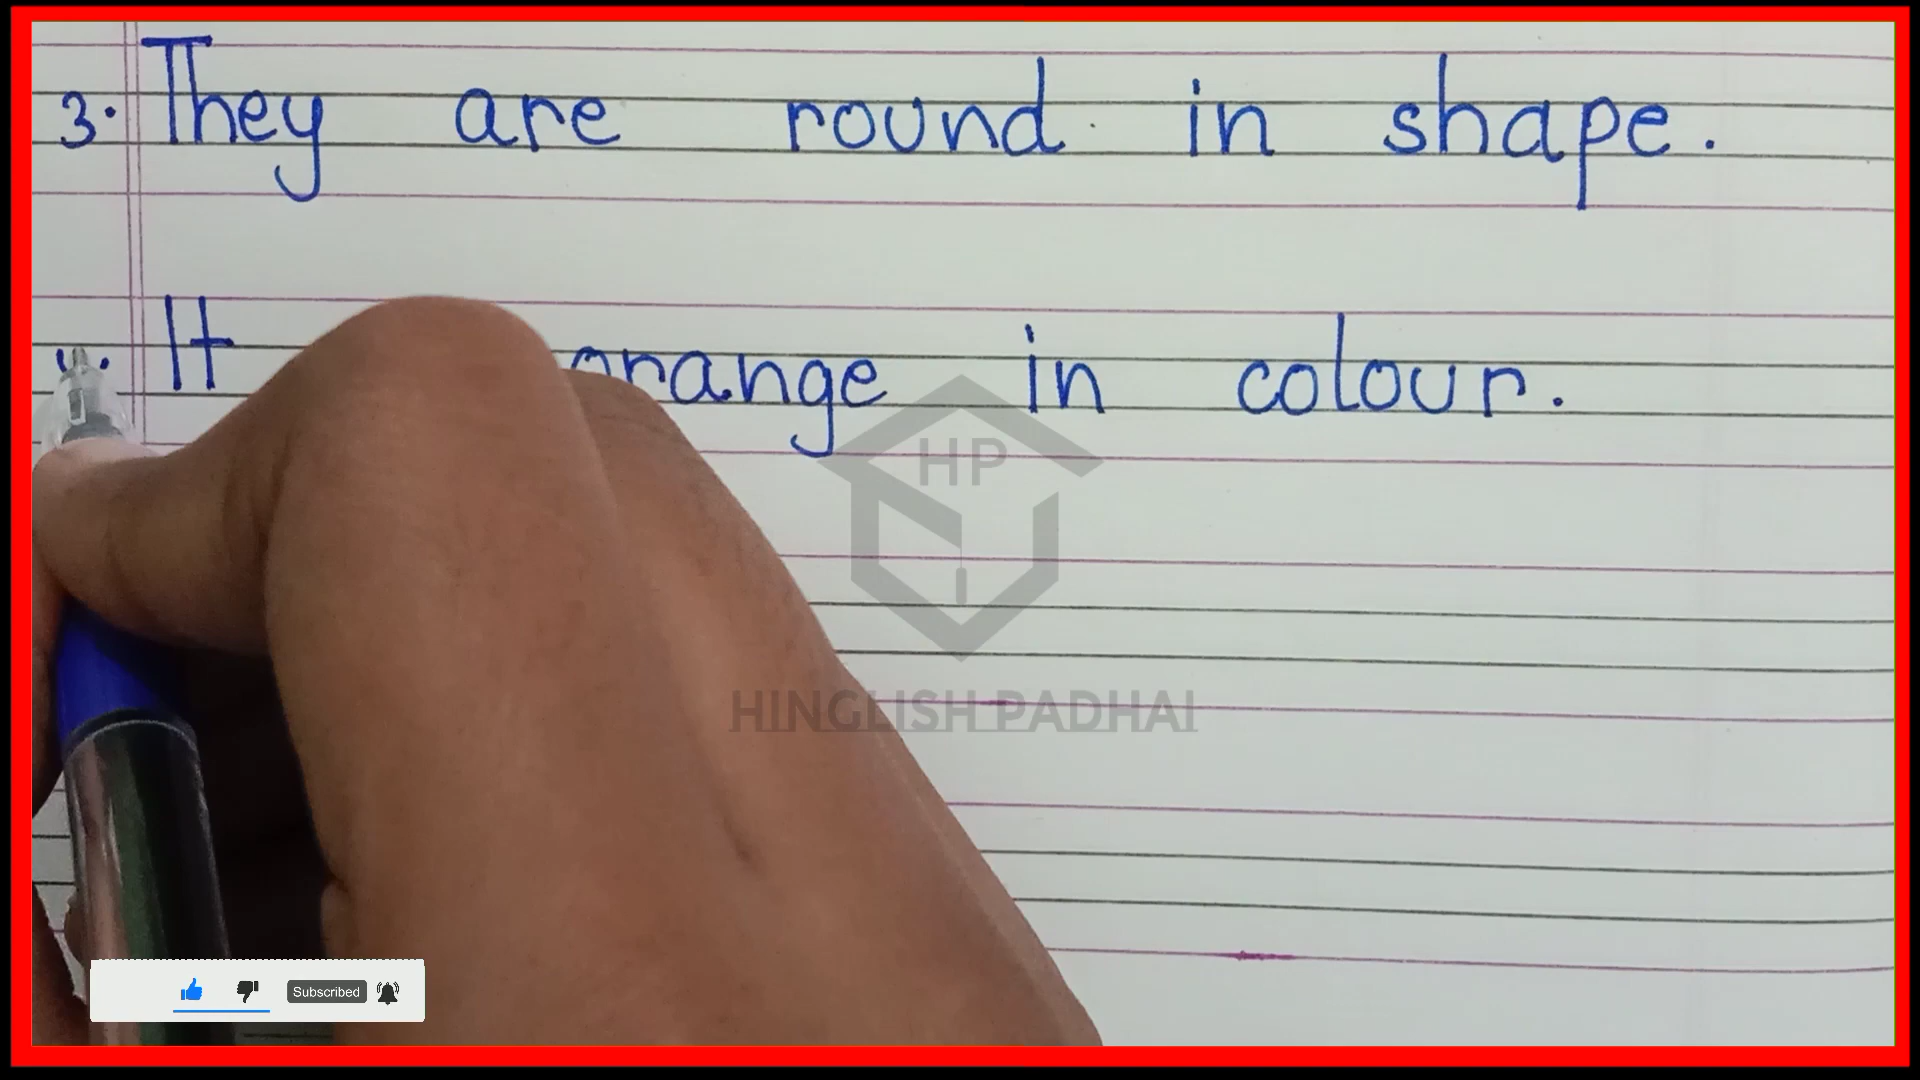 3. They are round in shape.
It orange in colour.
HP
HINGLISH PADHAI
Subscribed